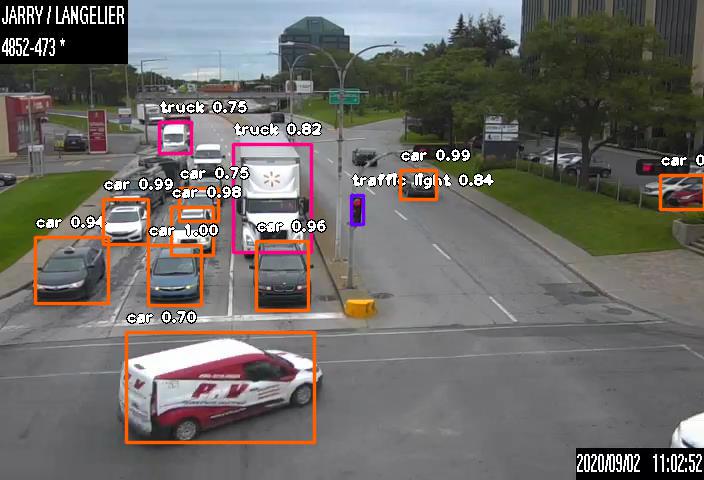 JARRY / LANGELIER
4852-473 *
truck 0.75
truck 0.82
car 0.99
car 0
car 0.75
traffic light 0.84
car 0.99
car 0.98
car 0.94
car 1.00
car 0.96
car 0.70
P V
2020/09/02 11:02:52